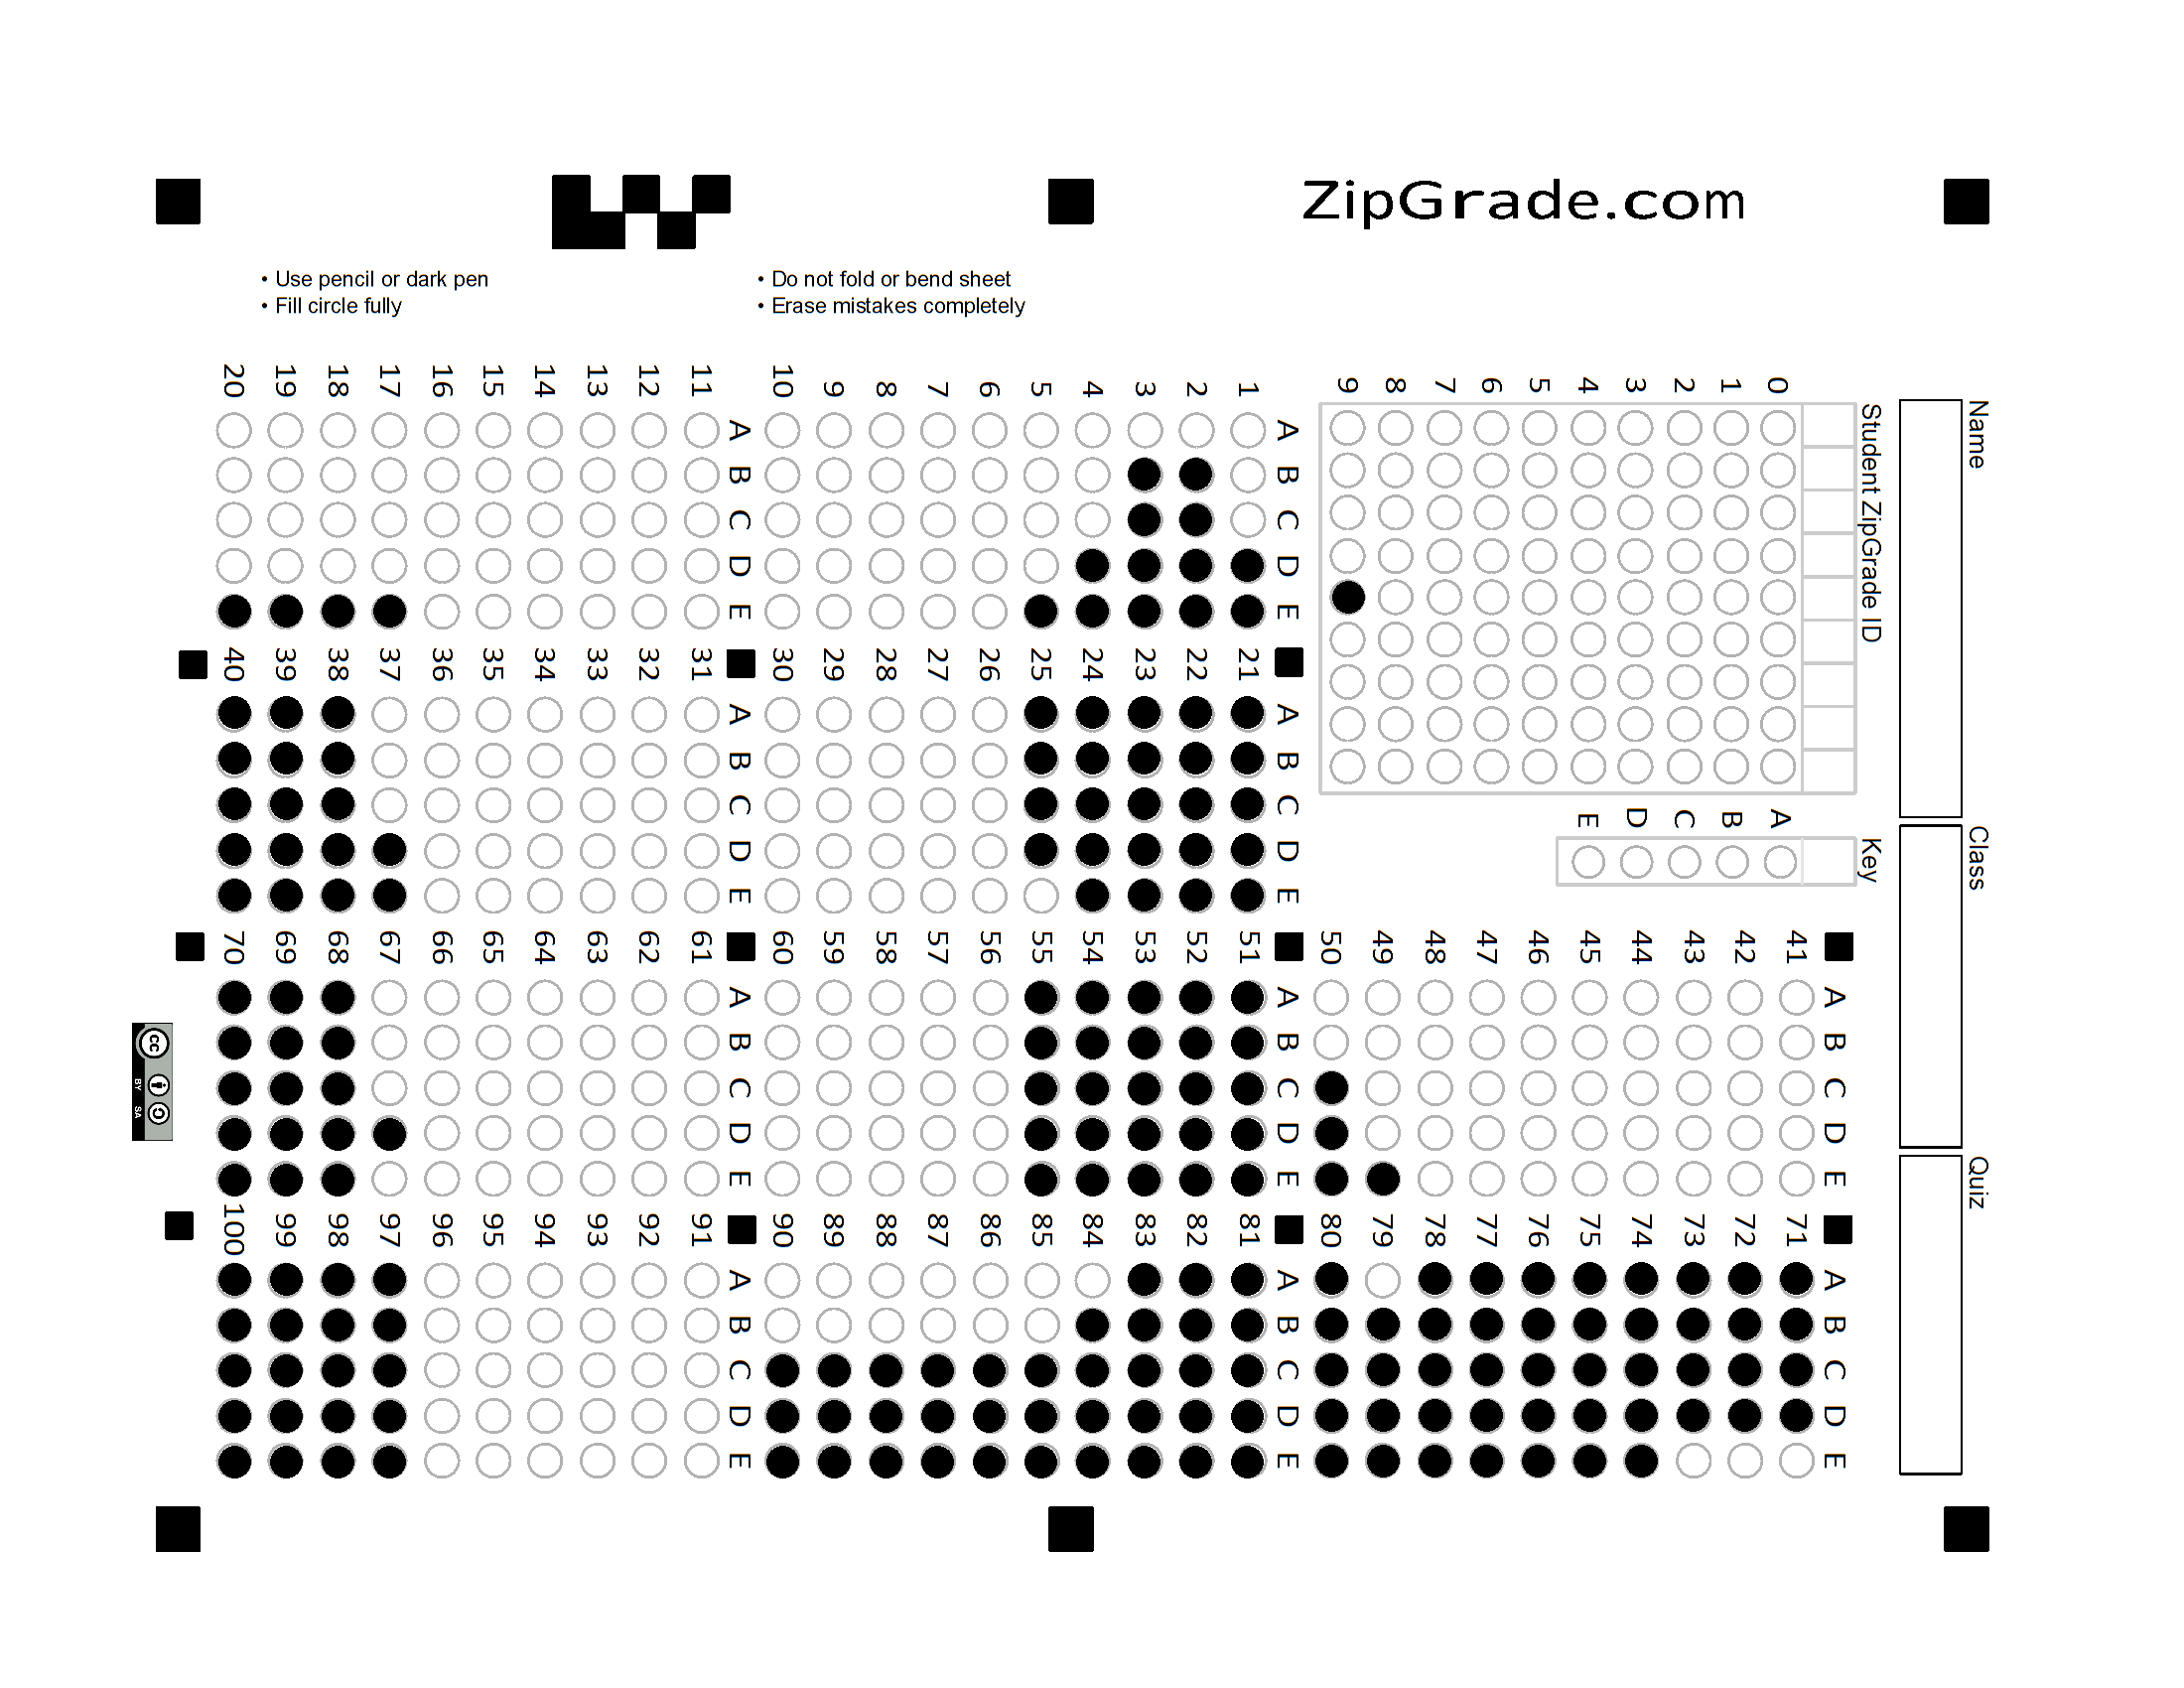 ZipGrade.com
• Use pencil or dark pen
• Fill circle fully
• Do not fold or bend sheet
• Erase mistakes completely
Name
Class
Quiz
Student ZipGrade ID
0 1 2 3 4 5 6 7 8 9
Key
A B C D E
1 2 3 4 5 6 7 8 9 10
A B C D E
11 12 13 14 15 16 17 18 19 20
A B C D E
21 22 23 24 25 26 27 28 29 30
A B C D E
31 32 33 34 35 36 37 38 39 40
A B C D E
41 42 43 44 45 46 47 48 49 50
A B C D E
51 52 53 54 55 56 57 58 59 60
A B C D E
61 62 63 64 65 66 67 68 69 70
A B C D E
71 72 73 74 75 76 77 78 79 80
A B C D E
81 82 83 84 85 86 87 88 89 90
A B C D E
91 92 93 94 95 96 97 98 99 100
A B C D E
cc BY SA